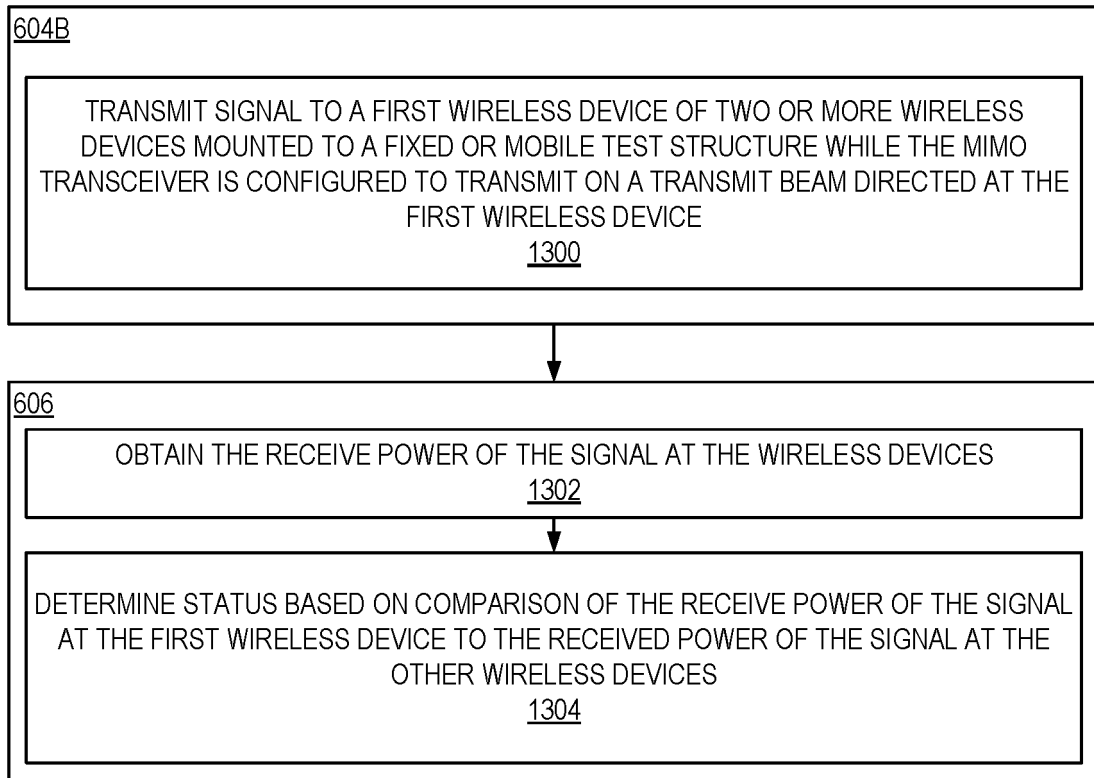 604B
TRANSMIT SIGNAL TO A FIRST WIRELESS DEVICE OF TWO OR MORE WIRELESS
DEVICES MOUNTED TO A FIXED OR MOBILE TEST STRUCTURE WHILE THE MIMO
TRANSCEIVER IS CONFIGURED TO TRANSMIT ON A TRANSMIT BEAM DIRECTED AT THE
FIRST WIRELESS DEVICE
1300
606
OBTAIN THE RECEIVE POWER OF THE SIGNAL AT THE WIRELESS DEVICES
1302
DETERMINE STATUS BASED ON COMPARISON OF THE RECEIVE POWER OF THE SIGNAL
AT THE FIRST WIRELESS DEVICE TO THE RECEIVED POWER OF THE SIGNAL AT THE
OTHER WIRELESS DEVICES
1304